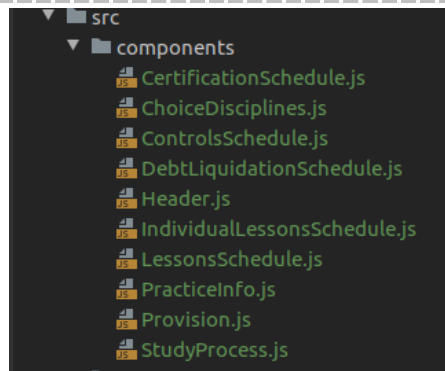 src
components
CertificationSchedule.js
ChoiceDisciplines.js
ControlsSchedule.js
DebtLiquidationSchedule.js
Header.js
IndividualLessonsSchedule.js
LessonsSchedule.js
PracticeInfo.js
Provision.js
StudyProcess.js